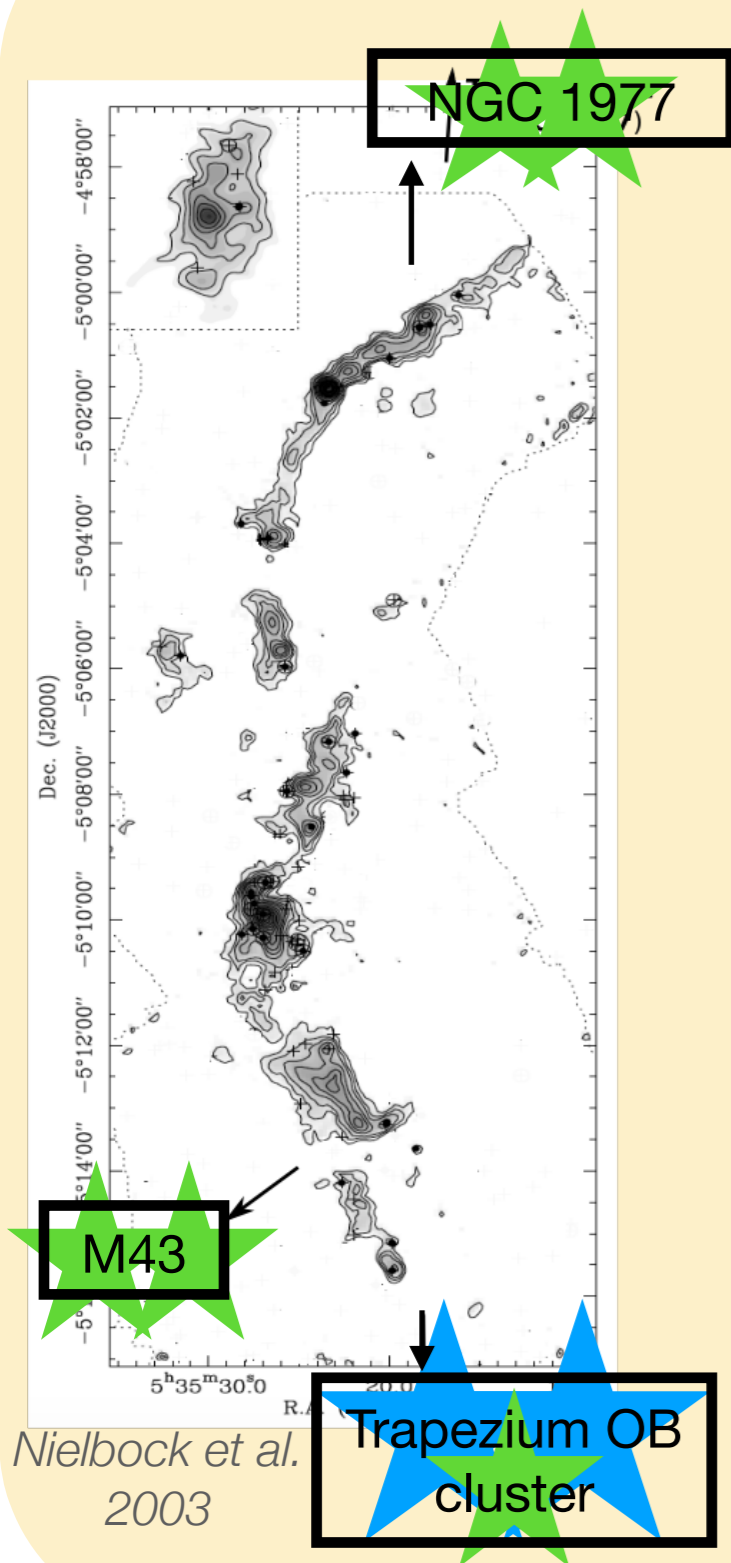 NGC 1977
−4°58'00"
−5°00'00"
−5°02'00"
−5°04'00"
−5°06'00"
Dec. (J2000)
−5°08'00"
−5°10'00"
−5°12'00"
5°14'00"
M43
5ʰ35ᵐ30ˢ.0
20.0
R.A.
Trapezium OB
cluster
Nielbock et al.
2003